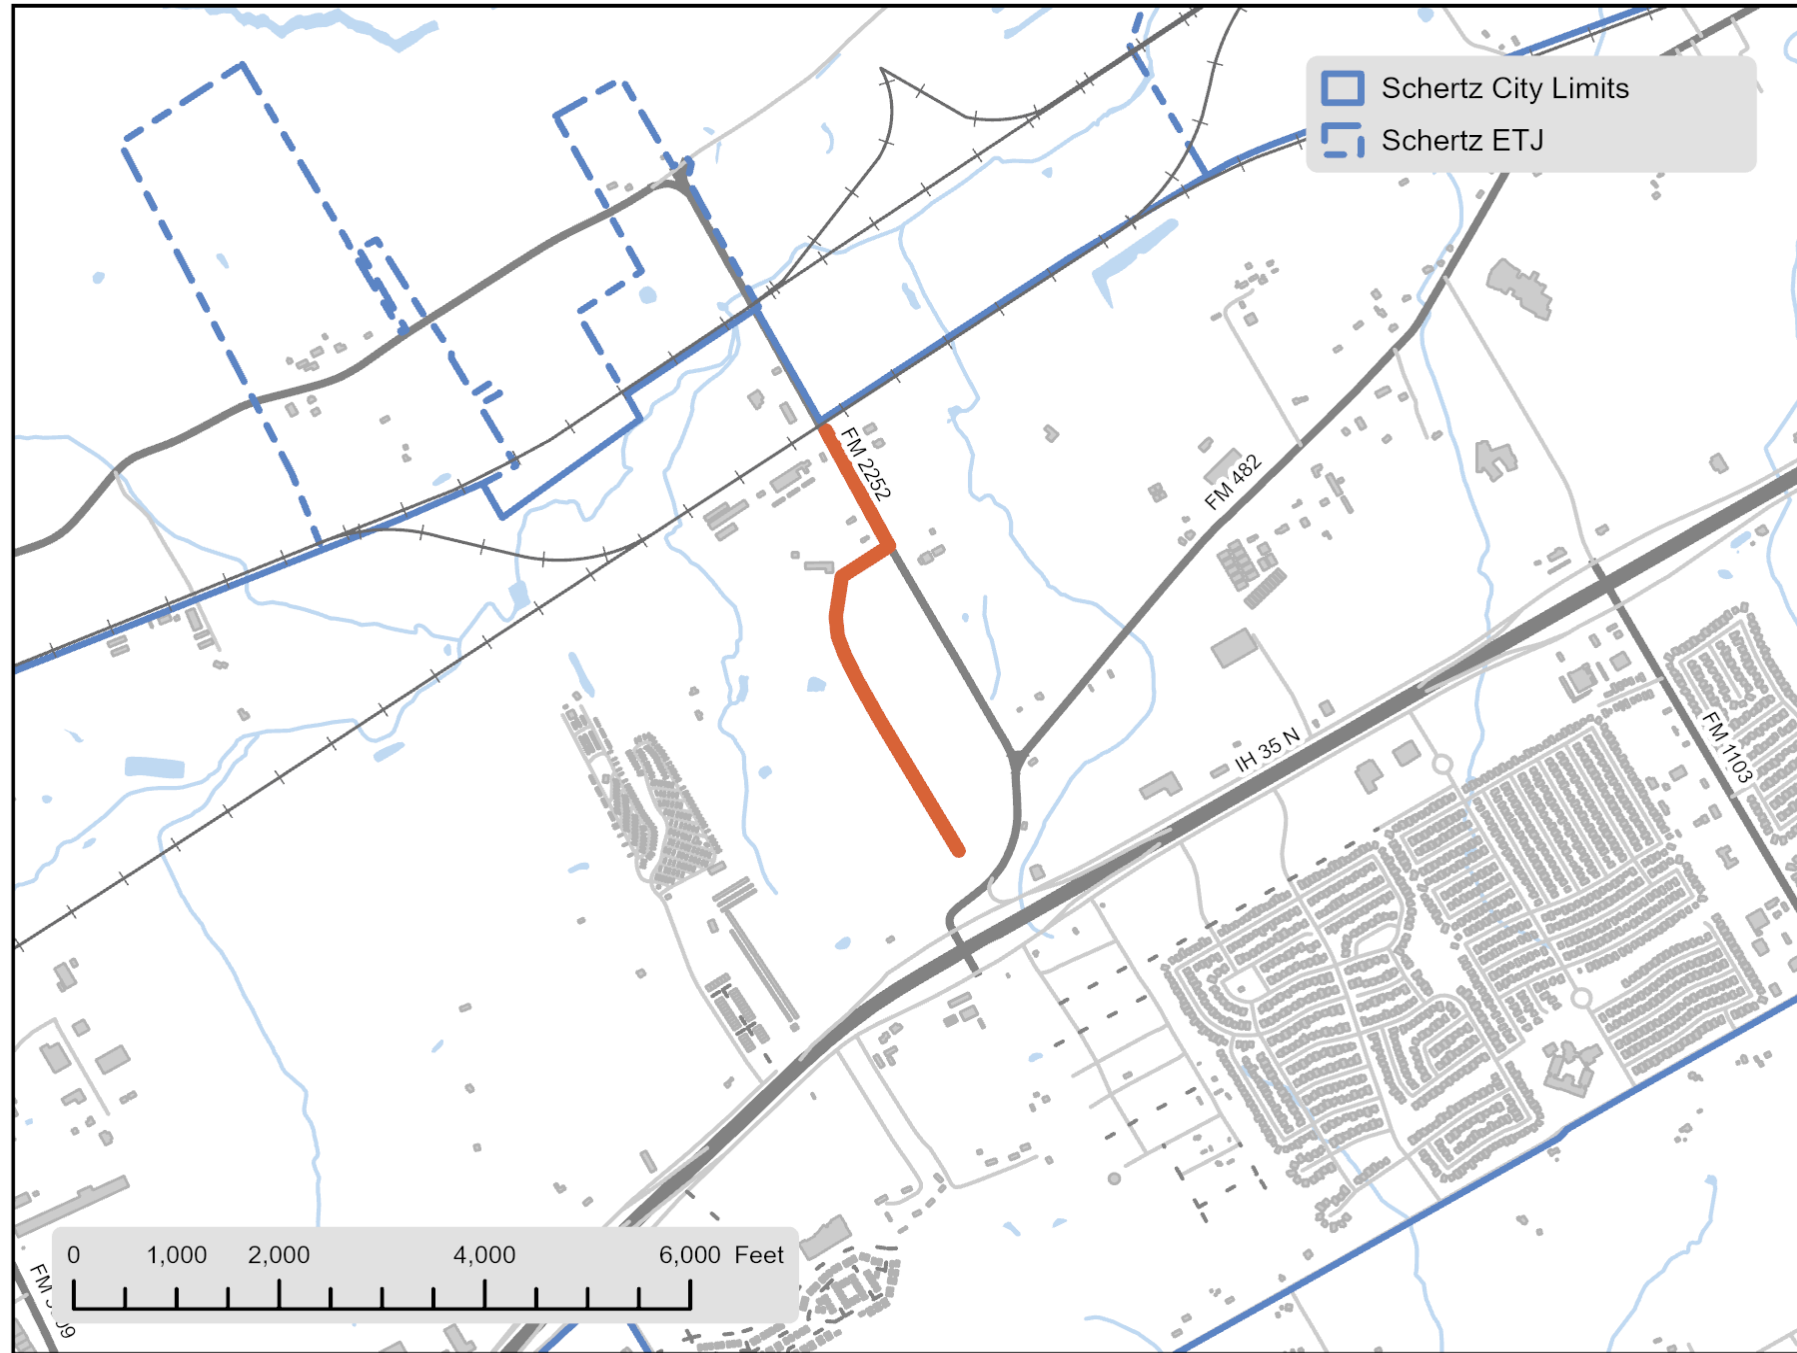 Schertz City Limits
Schertz ETJ
FM 2252
FM 482
IH 35 N
FM 1103
0 1,000 2,000 4,000 6,000 Feet
FM